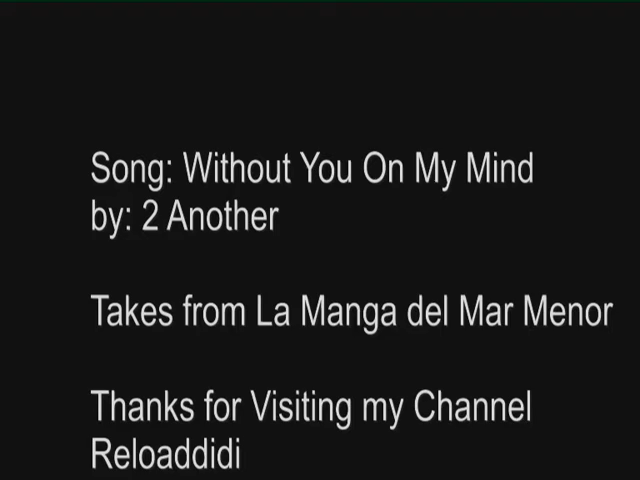 Song: Without You On My Mind
by: 2 Another
Takes from La Manga del Mar Menor
Thanks for Visiting my Channel
Reloaddidi